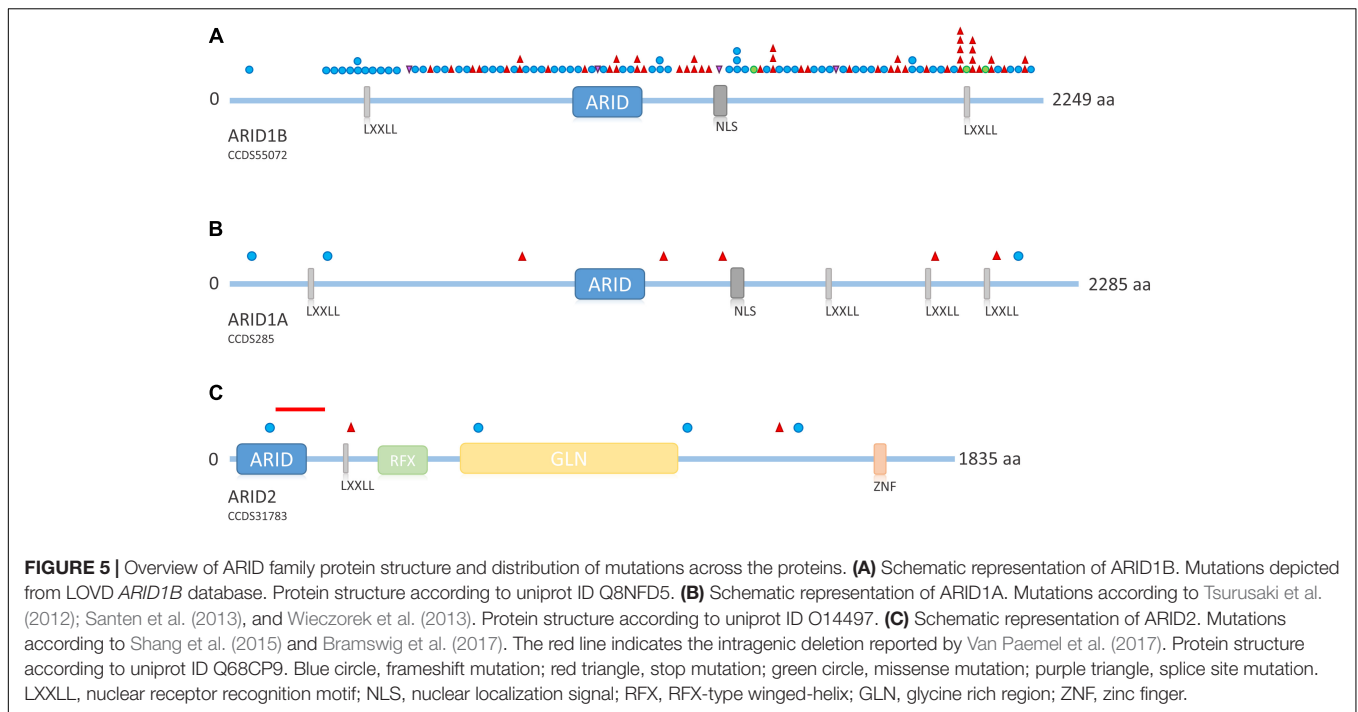 A
0
ARID
2249 aa
LXXLL
NLS
LXXLL
ARID1B
CCDS55072
B
0
ARID
2285 aa
LXXLL
NLS
LXXLL
LXXLL
LXXLL
ARID1A
CCDS285
C
0
ARID
RFX
GLN
1835 aa
LXXLL
ZNF
ARID2
CCDS31783
FIGURE 5 | Overview of ARID family protein structure and distribution of mutations across the proteins. (A) Schematic representation of ARID1B. Mutations depicted
from LOVD ARID1B database. Protein structure according to uniprot ID Q8NFD5. (B) Schematic representation of ARID1A. Mutations according to Tsurusaki et al.
(2012); Santen et al. (2013), and Wieczorek et al. (2013). Protein structure according to uniprot ID O14497. (C) Schematic representation of ARID2. Mutations
according to Shang et al. (2015) and Bramswig et al. (2017). The red line indicates the intragenic deletion reported by Van Paemel et al. (2017). Protein structure
according to uniprot ID Q68CP9. Blue circle, frameshift mutation; red triangle, stop mutation; green circle, missense mutation; purple triangle, splice site mutation.
LXXLL, nuclear receptor recognition motif; NLS, nuclear localization signal; RFX, RFX-type winged-helix; GLN, glycine rich region; ZNF, zinc finger.